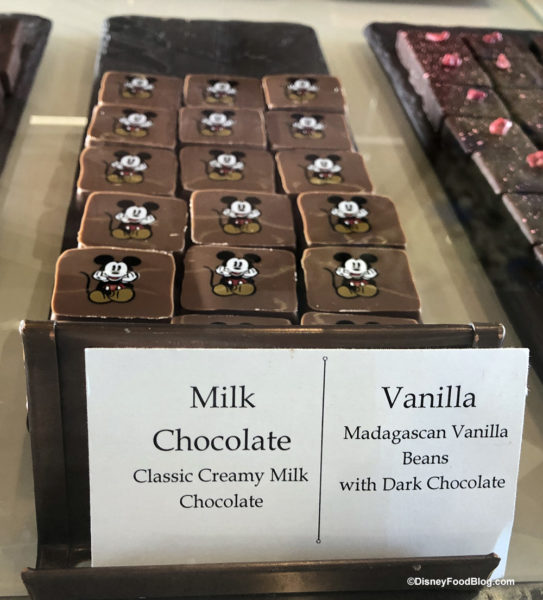 Milk
Chocolate
Classic Creamy Milk
Chocolate
Vanilla
Madagascan Vanilla
Beans
with Dark Chocolate
©DisneyFoodBlog.com